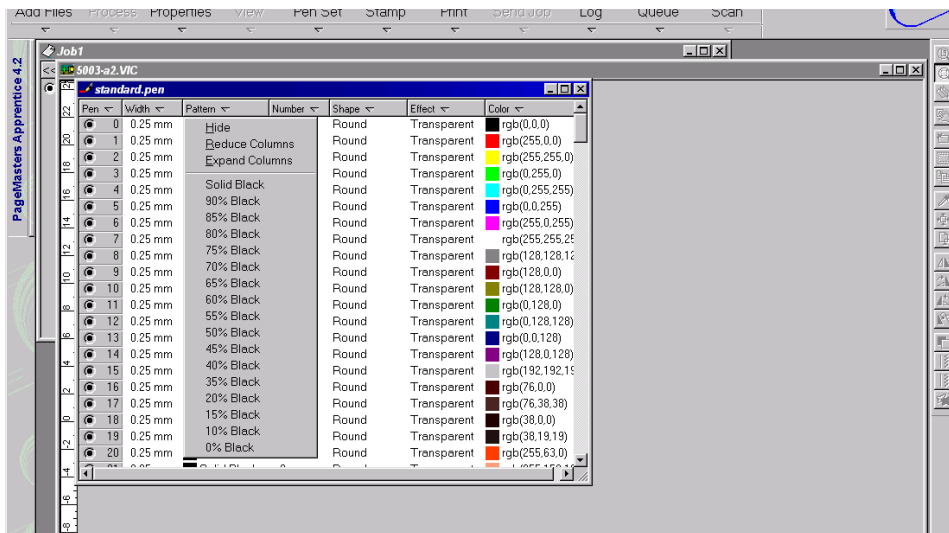 Add Files Process Properties View Pen Set Stamp Print Send Job Log Queue Scan
PageMasters Apprentice 4.2
Job1
<< 5003-a2.VIC
standard.pen
Pen Width Pattern Number Shape Effect Color
0 0.25 mm Round Transparent rgb(0,0,0)
1 0.25 mm Round Transparent rgb(255,0,0)
2 0.25 mm Round Transparent rgb(255,255,0)
3 0.25 mm Round Transparent rgb(0,255,0)
4 0.25 mm Round Transparent rgb(0,255,255)
5 0.25 mm Round Transparent rgb(0,0,255)
6 0.25 mm Round Transparent rgb(255,0,255)
7 0.25 mm Round Transparent rgb(255,255,25
8 0.25 mm Round Transparent rgb(128,128,12
9 0.25 mm Round Transparent rgb(128,0,0)
10 0.25 mm Round Transparent rgb(128,128,0)
11 0.25 mm Round Transparent rgb(0,128,0)
12 0.25 mm Round Transparent rgb(0,128,128)
13 0.25 mm Round Transparent rgb(0,0,128)
14 0.25 mm Round Transparent rgb(128,0,128)
15 0.25 mm Round Transparent rgb(192,192,19
16 0.25 mm Round Transparent rgb(76,0,0)
17 0.25 mm Round Transparent rgb(76,38,38)
18 0.25 mm Round Transparent rgb(38,0,0)
19 0.25 mm Round Transparent rgb(38,19,19)
20 0.25 mm Round Transparent rgb(255,63,0)
Hide
Reduce Columns
Expand Columns
Solid Black
90% Black
85% Black
80% Black
75% Black
70% Black
65% Black
60% Black
55% Black
50% Black
45% Black
40% Black
35% Black
20% Black
15% Black
10% Black
0% Black